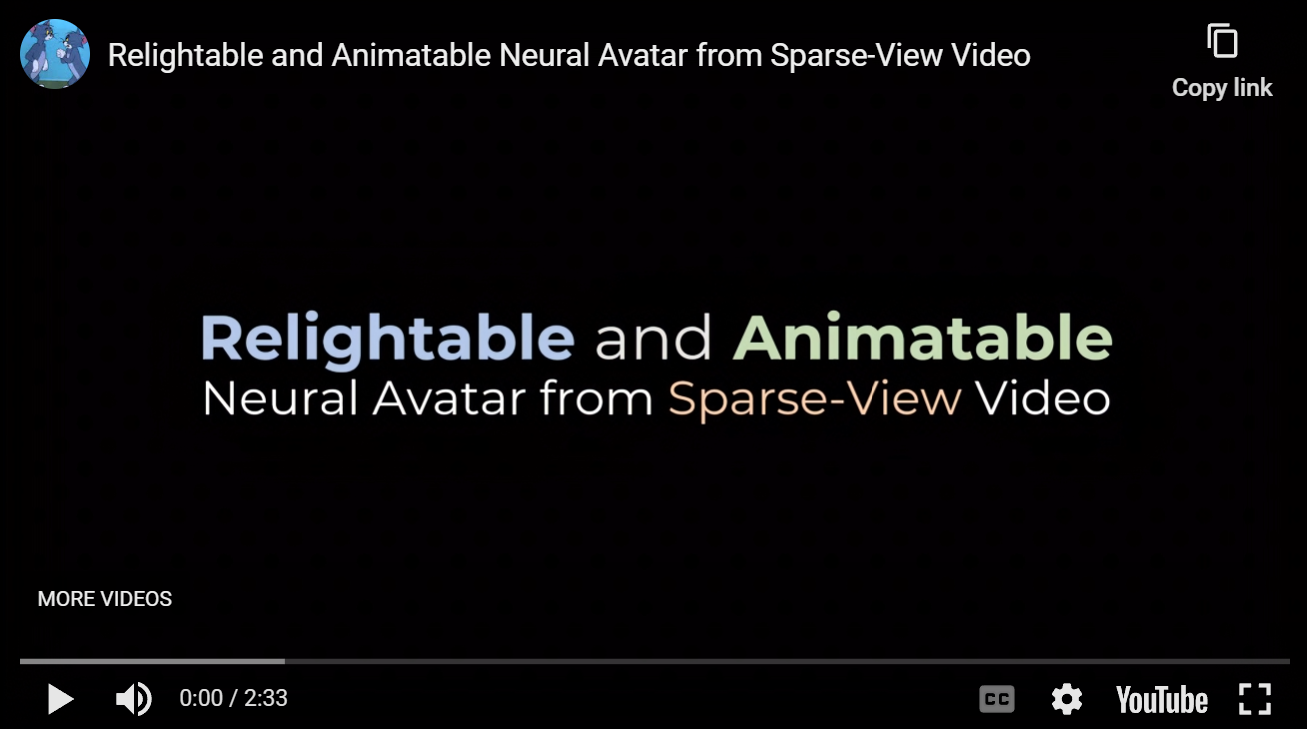 Relightable and Animatable Neural Avatar from Sparse-View Video
Copy link
Relightable and Animatable
Neural Avatar from Sparse-View Video
MORE VIDEOS
0:00 / 2:33
CC
YouTube